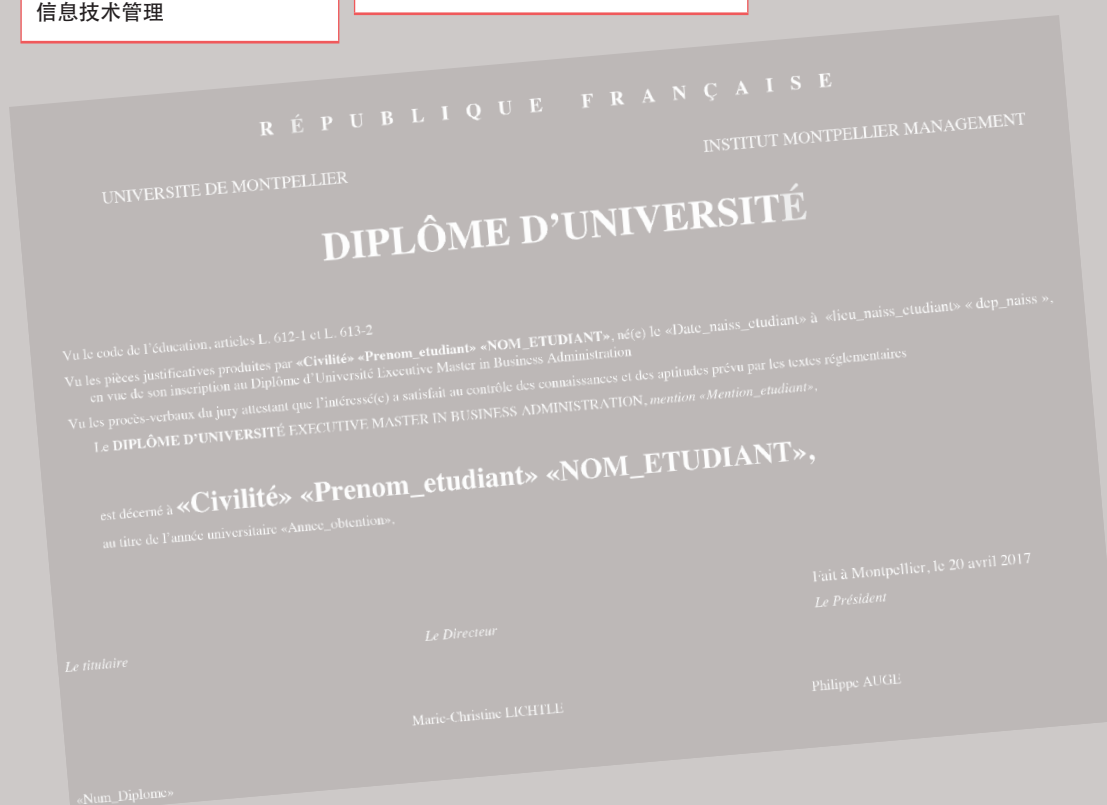 信息技术管理
RÉPUBLIQUE FRANÇAISE
UNIVERSITE DE MONTPELLIER
INSTITUT MONTPELLIER MANAGEMENT
DIPLÔME D’UNIVERSITÉ
Vu le code de l’éducation, articles L. 612-1 et L. 613-2
Vu les pièces justificatives produites par «Civilité» «Prenom_etudiant» «NOM_ETUDIANT», né(e) le «Date_naiss_etudiant» à «lieu_naiss_etudiant» « dep_naiss »,
en vue de son inscription au Diplôme d’Université Executive Master in Business Administration
Vu les procès-verbaux du jury attestant que l’intéressé(e) a satisfait au contrôle des connaissances et des aptitudes prévu par les textes réglementaires
Le DIPLÔME D’UNIVERSITÉ EXECUTIVE MASTER IN BUSINESS ADMINISTRATION, mention «Mention_etudiant»,
est décerné à «Civilité» «Prenom_etudiant» «NOM_ETUDIANT»,
au titre de l’année universitaire «Annee_obtention».
Fait à Montpellier, le 20 avril 2017
Le titulaire
Le Directeur
Le Président
Marie-Christine LICHTLE
Philippe AUGE
«Num_Diplome»